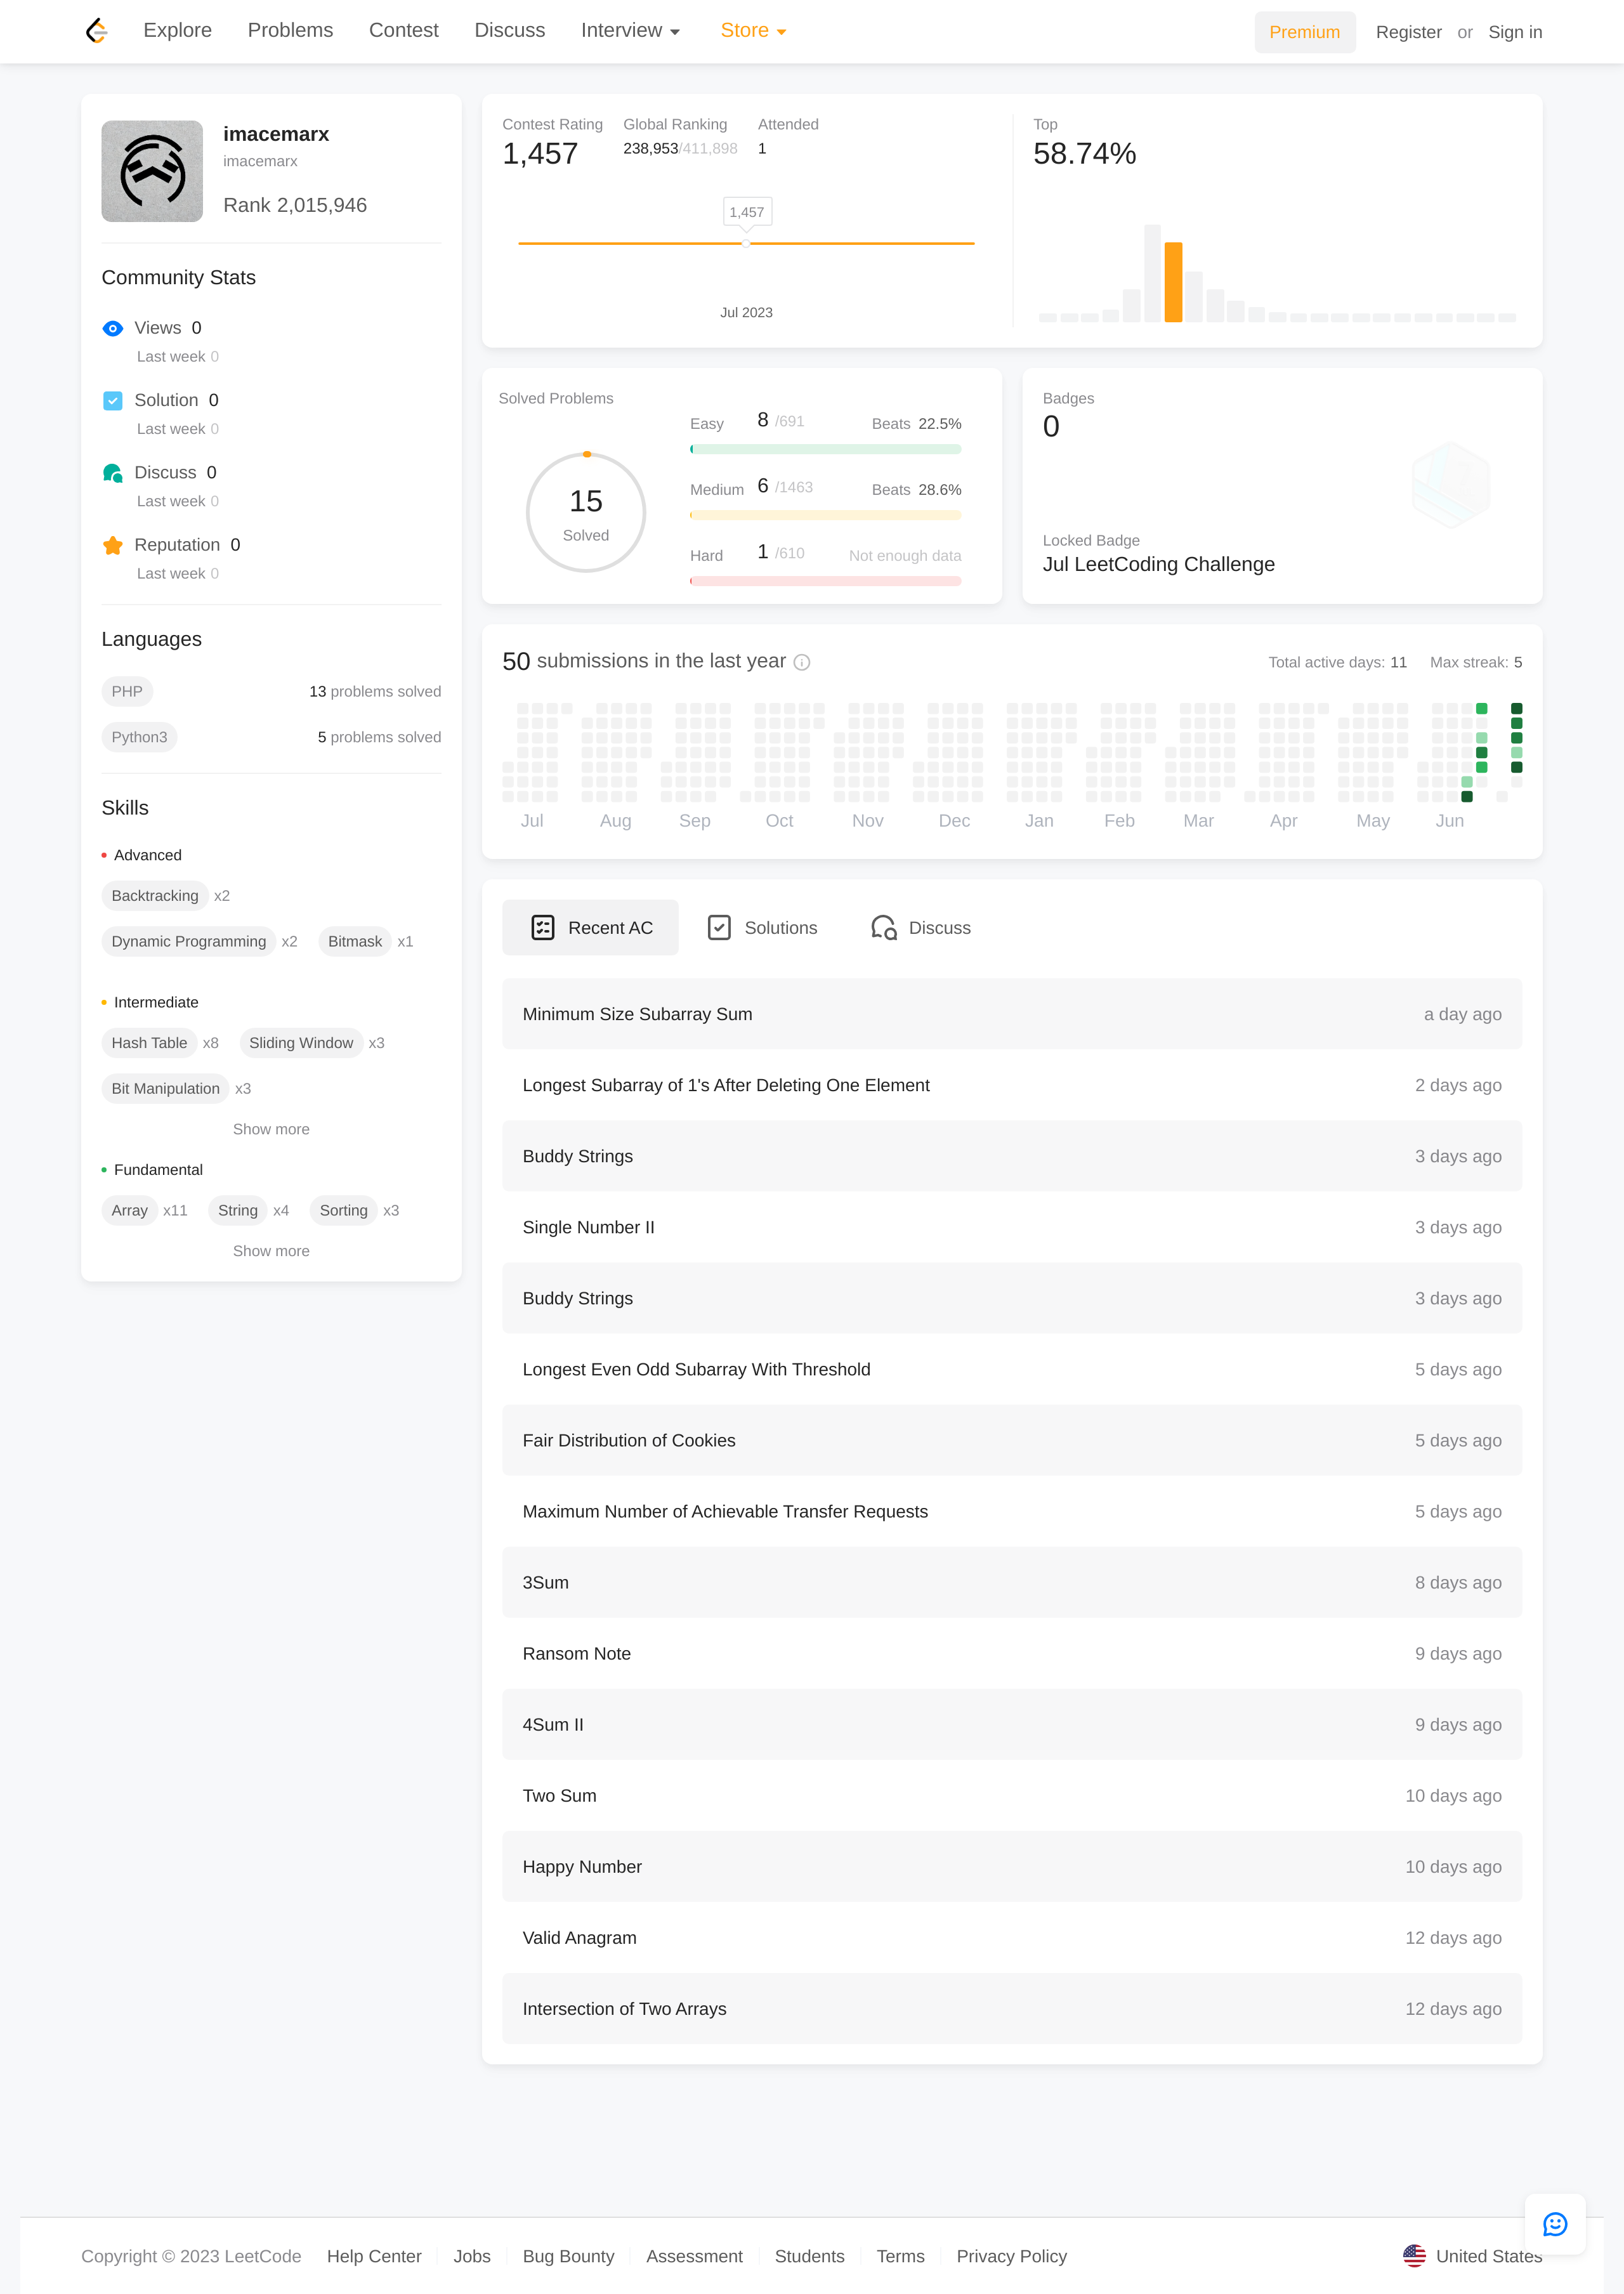 Explore Problems Contest Discuss Interview Store Premium Register or Sign in
imacemarx
imacemarx
Rank 2,015,946
Community Stats
Views 0
Last week 0
Solution 0
Last week 0
Discuss 0
Last week 0
Reputation 0
Last week 0
Languages
PHP 13 problems solved
Python3 5 problems solved
Skills
Advanced
Backtracking x2
Dynamic Programming x2 Bitmask x1
Intermediate
Hash Table x8 Sliding Window x3
Bit Manipulation x3
Show more
Fundamental
Array x11 String x4 Sorting x3
Show more
Contest Rating Global Ranking Attended
1,457 238,953/411,898 1
1,457
Jul 2023
Top
58.74%
Solved Problems
15
Solved
Easy 8 /691 Beats 22.5%
Medium 6 /1463 Beats 28.6%
Hard 1 /610 Not enough data
Badges
0
Locked Badge
Jul LeetCoding Challenge
50 submissions in the last year Total active days: 11 Max streak: 5
Jul Aug Sep Oct Nov Dec Jan Feb Mar Apr May Jun
Recent AC Solutions Discuss
Minimum Size Subarray Sum a day ago
Longest Subarray of 1's After Deleting One Element 2 days ago
Buddy Strings 3 days ago
Single Number II 3 days ago
Buddy Strings 3 days ago
Longest Even Odd Subarray With Threshold 5 days ago
Fair Distribution of Cookies 5 days ago
Maximum Number of Achievable Transfer Requests 5 days ago
3Sum 8 days ago
Ransom Note 9 days ago
4Sum II 9 days ago
Two Sum 10 days ago
Happy Number 10 days ago
Valid Anagram 12 days ago
Intersection of Two Arrays 12 days ago
Copyright © 2023 LeetCode Help Center Jobs Bug Bounty Assessment Students Terms Privacy Policy United States